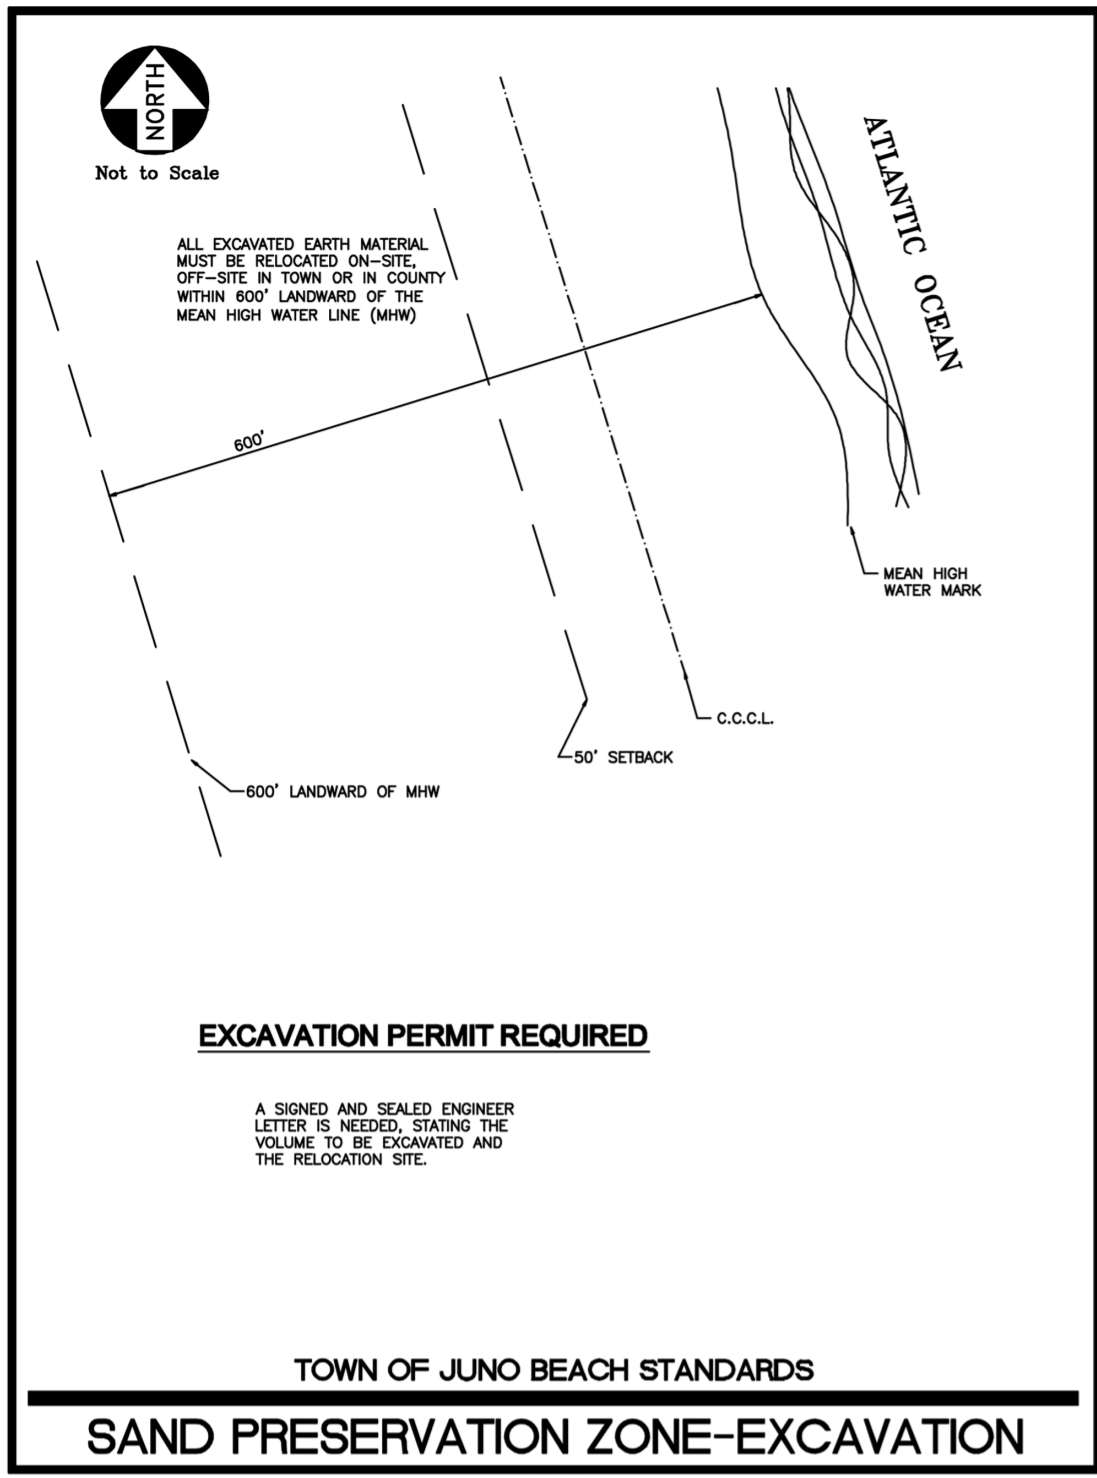 NORTH
Not to Scale
ALL EXCAVATED EARTH MATERIAL
MUST BE RELOCATED ON-SITE,
OFF-SITE IN TOWN OR IN COUNTY
WITHIN 600' LANDWARD OF THE
MEAN HIGH WATER LINE (MHW)
ATLANTIC OCEAN
600'
MEAN HIGH
WATER MARK
C.C.C.L.
50' SETBACK
600' LANDWARD OF MHW
EXCAVATION PERMIT REQUIRED
A SIGNED AND SEALED ENGINEER
LETTER IS NEEDED, STATING THE
VOLUME TO BE EXCAVATED AND
THE RELOCATION SITE.
TOWN OF JUNO BEACH STANDARDS
SAND PRESERVATION ZONE-EXCAVATION